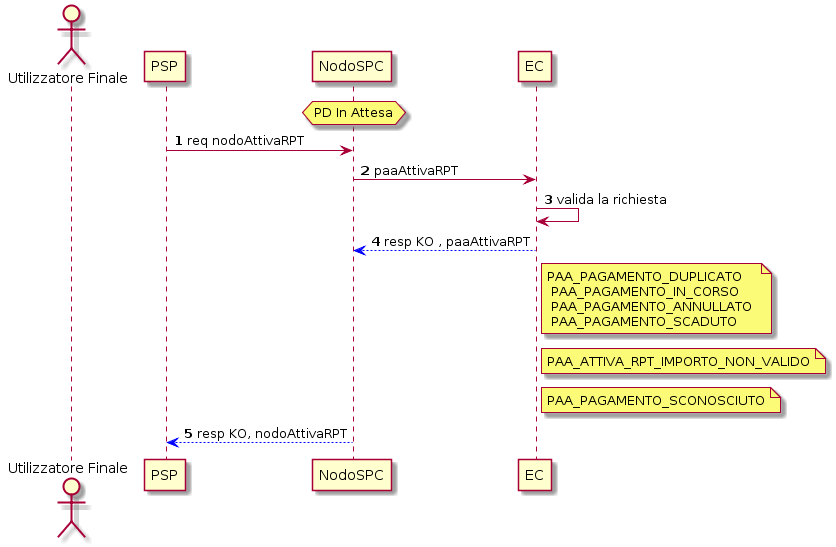 Utilizzatore Finale
PSP
NodoSPC
EC
PD In Attesa
1 req nodoAttivaRPT
2 paaAttivaRPT
3 valida la richiesta
4 resp KO , paaAttivaRPT
PAA_PAGAMENTO_DUPLICATO
PAA_PAGAMENTO_IN_CORSO
PAA_PAGAMENTO_ANNULLATO
PAA_PAGAMENTO_SCADUTO
PAA_ATTIVA_RPT_IMPORTO_NON_VALIDO
PAA_PAGAMENTO_SCONOSCIUTO
5 resp KO, nodoAttivaRPT
Utilizzatore Finale
PSP
NodoSPC
EC